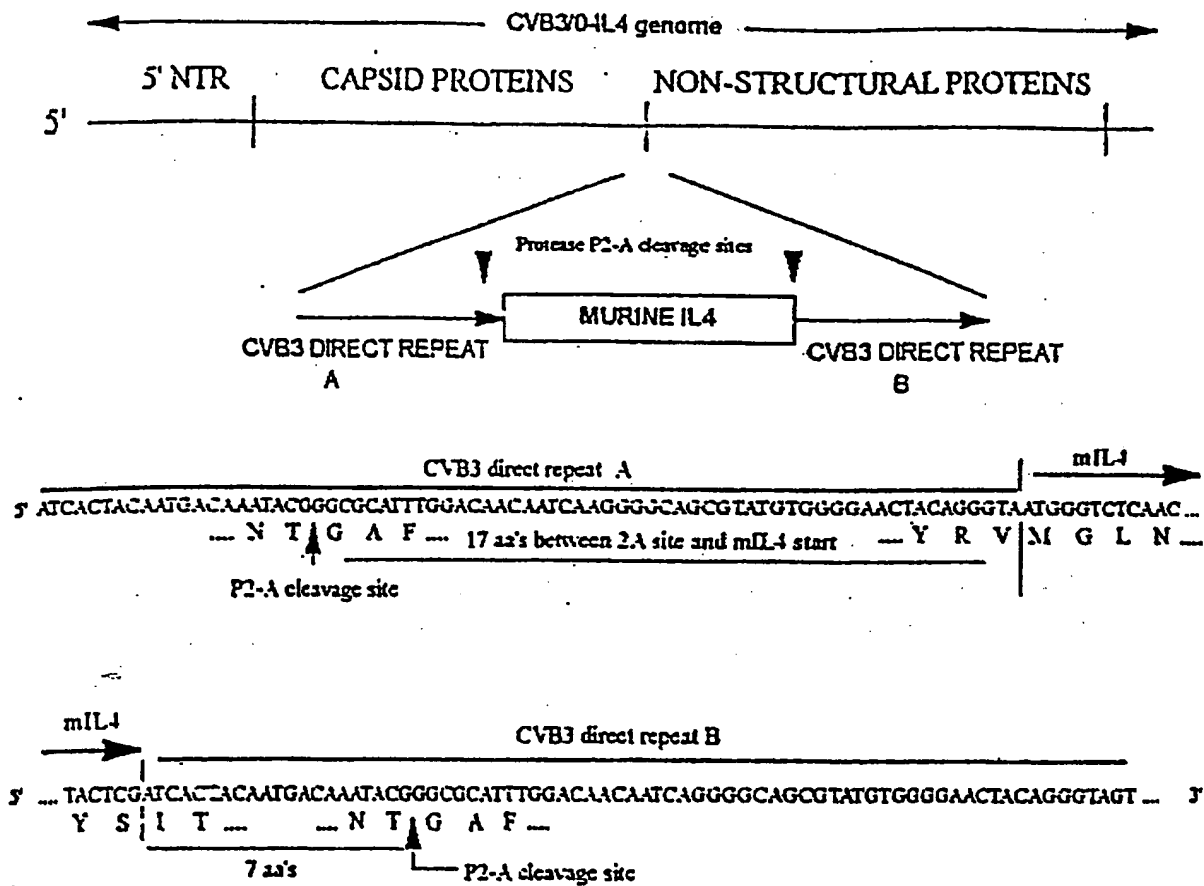 CVB3/0-IL4 genome
5' NTR CAPSID PROTEINS NON-STRUCTURAL PROTEINS
5'
Protease P2-A cleavage sites
MURINE IL4
CVB3 DIRECT REPEAT A
CVB3 DIRECT REPEAT B
CVB3 direct repeat A mIL4
5' ATCACTACAATGACAAATACGGGCGCATTTGGACAACAATCAAGGGGCAGCGTATGTGGGGAACTACAGGGTAATGGGTCTCAAC ...
.... N T G A F .... 17 aa's between 2A site and mIL4 start ... Y R V M G L N ....
P2-A cleavage site
mIL4 CVB3 direct repeat B
5' .... TACTCGATCACTACAATGACAAATACGGGCGCATTTGGACAACAATCAGGGGCAGCGTATGTGGGGAACTACAGGGTAGT ... 3'
Y S I T .... .... N T G A F ....
7 aa's P2-A cleavage site